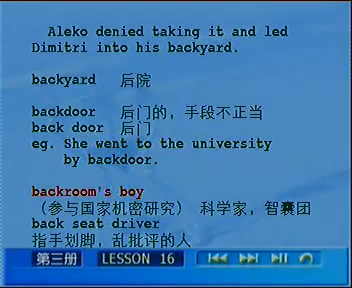 Aleko denied taking it and led
Dimitri into his backyard.
backyard 后院
backdoor 后门的，手段不正当
back door 后门
eg. She went to the university
by backdoor.
backroom's boy
（参与国家机密研究） 科学家，智囊团
back seat driver
指手划脚，乱批评的人
第三册 LESSON 16